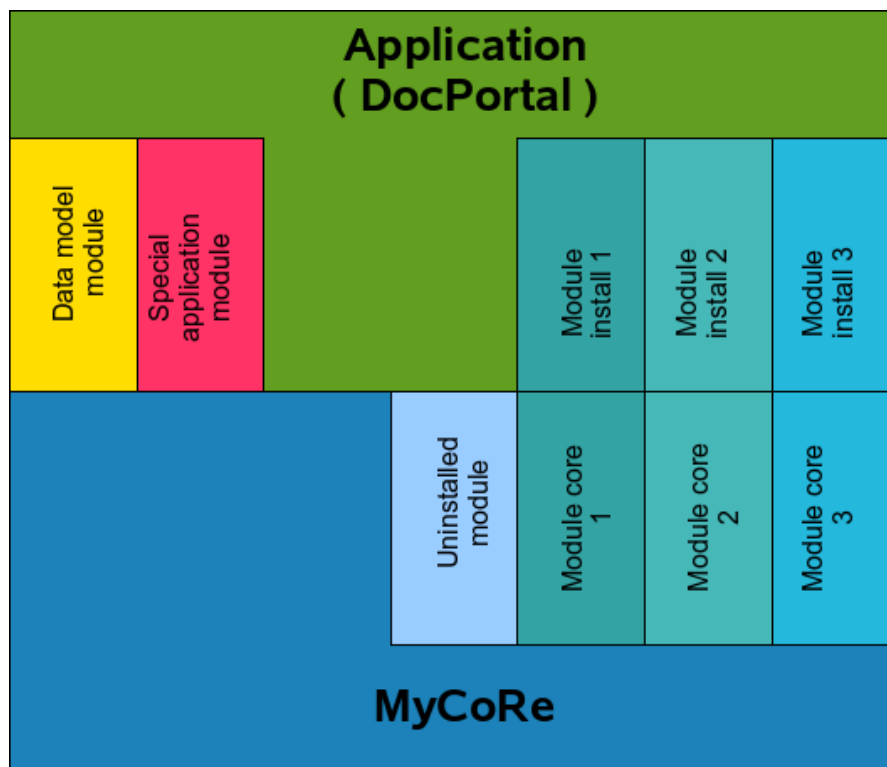 Application
( DocPortal )
Data model
module
Special
application
module
Module
install 1
Module
install 2
Module
install 3
Uninstalled
module
Module core
1
Module core
2
Module core
3
MyCoRe